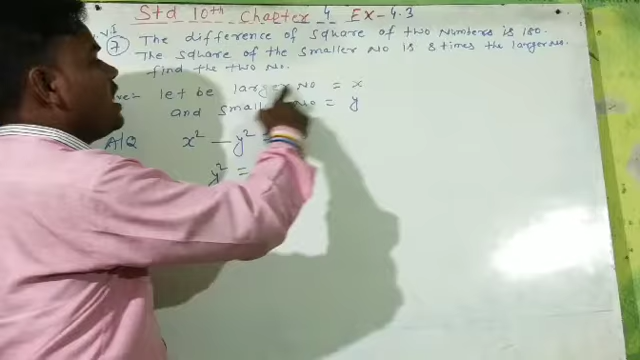 Std 10th Chapter 4 EX-4.3
VI
7 The difference of square of two numbers is 180.
The square of the smaller no is 8 times the larger no.
find the two no.
let be larger no = x
and smaller no = y
A/Q x² - y² =
y² =